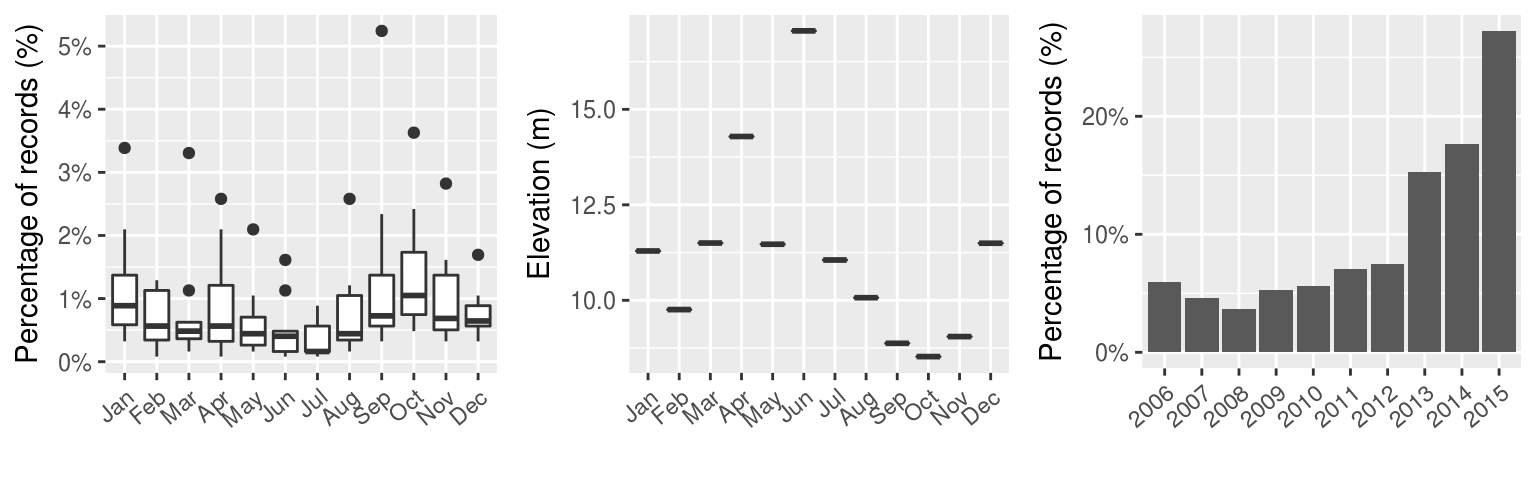 Percentage of records (%)
5%
4%
3%
2%
1%
0%
Jan Feb Mar Apr May Jun Jul Aug Sep Oct Nov Dec
Elevation (m)
15.0
12.5
10.0
Jan Feb Mar Apr May Jun Jul Aug Sep Oct Nov Dec
Percentage of records (%)
20%
10%
0%
2006 2007 2008 2009 2010 2011 2012 2013 2014 2015